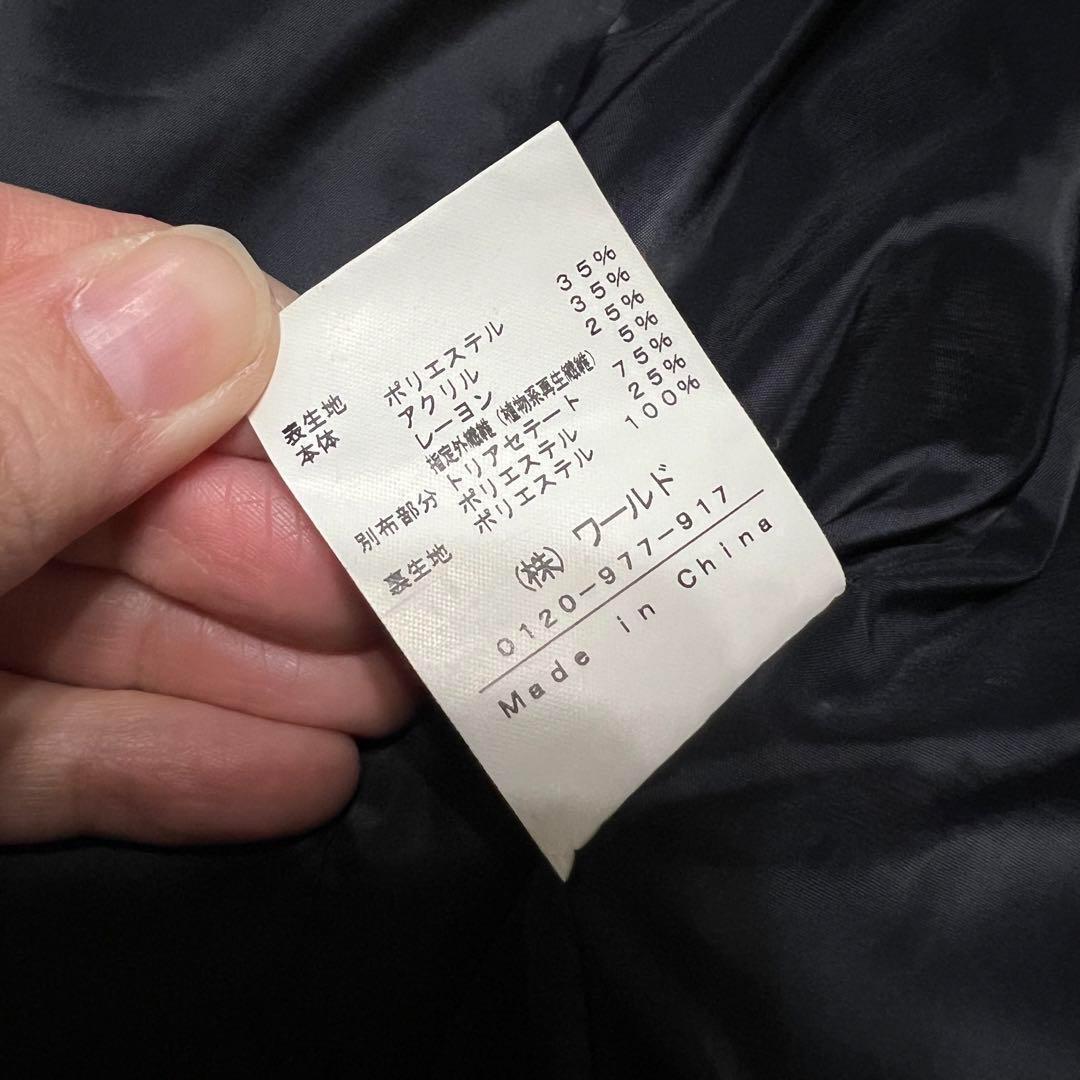 表生地 ポリエステル 35%
本体 アクリル 35%
レーヨン 25%
指定外繊維(植物系再生繊維) 5%
別布部分 トリアセテート 75%
ポリエステル 25%
裏生地 ポリエステル 100%
(株) ワールド
0120-977-917
Made in China